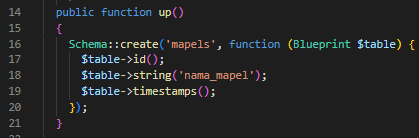 14 public function up()
15 {
16 Schema::create('mapels', function (Blueprint $table) {
17 $table->id();
18 $table->string('nama_mapel');
19 $table->timestamps();
20 });
21 }